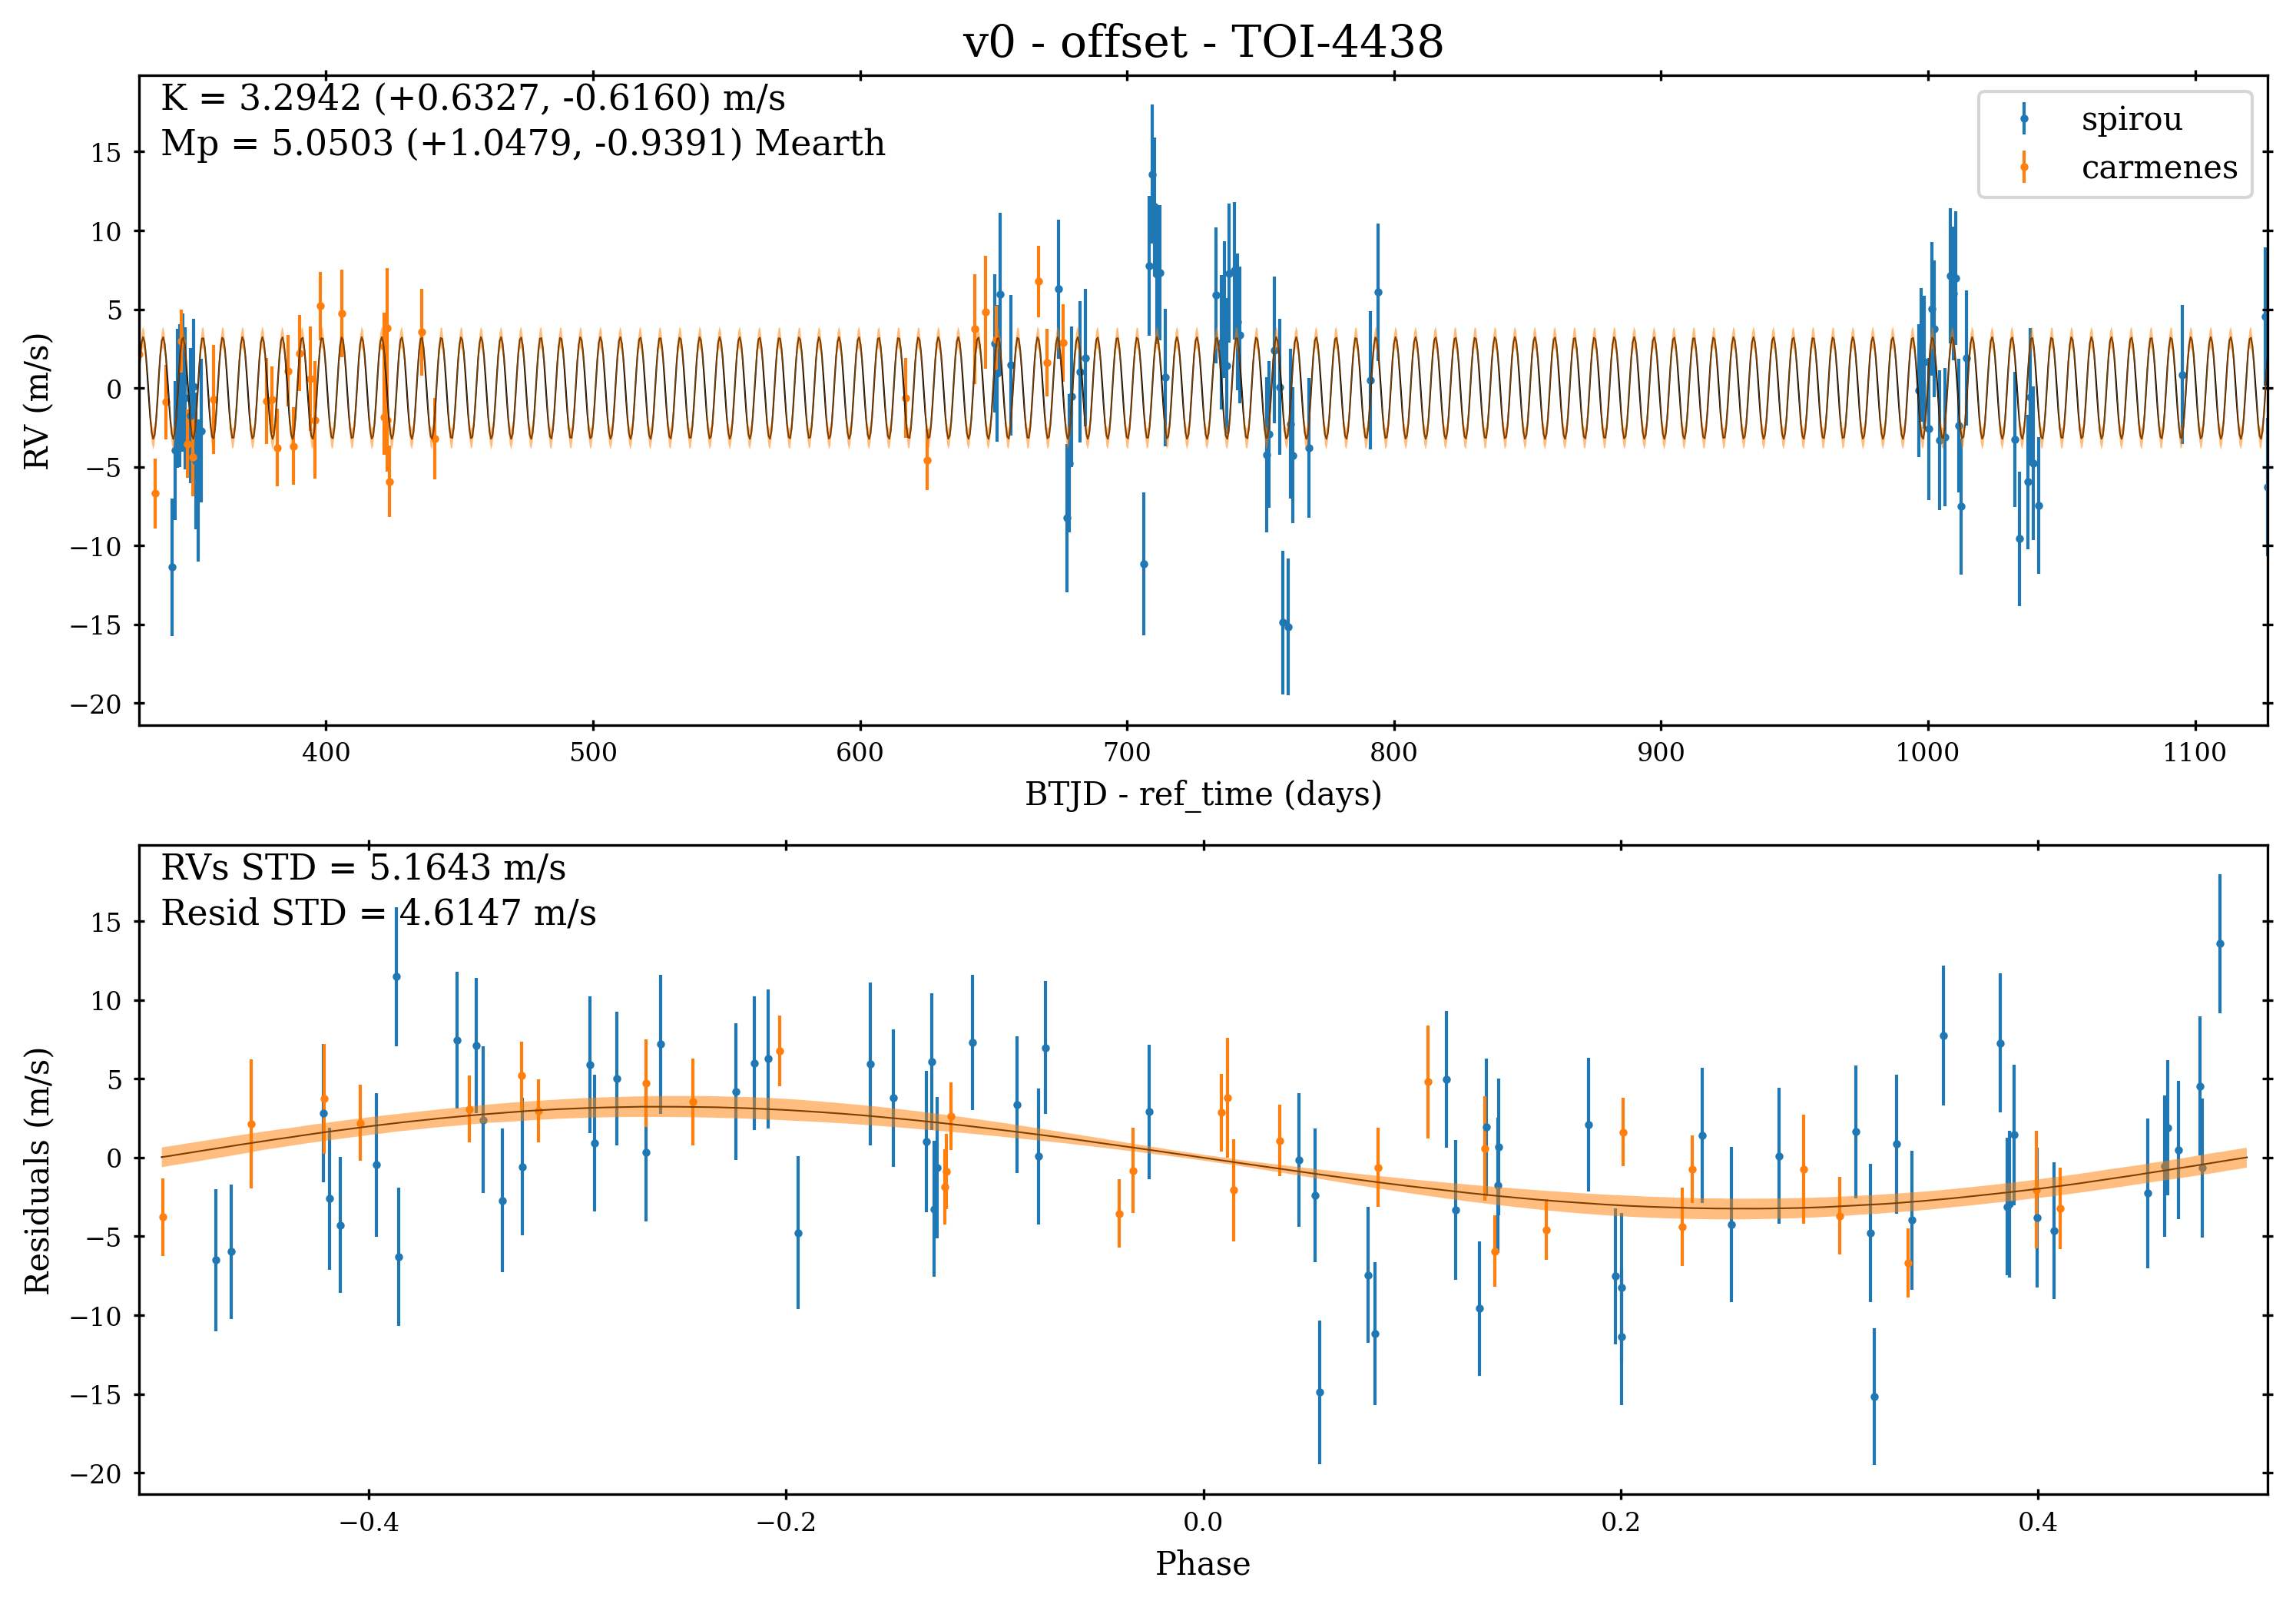 v0 - offset - TOI-4438
K = 3.2942 (+0.6327, -0.6160) m/s
Mp = 5.0503 (+1.0479, -0.9391) Mearth
spirou
carmenes
RV (m/s)
15
10
5
0
−5
−10
−15
−20
400 500 600 700 800 900 1000 1100
BTJD - ref_time (days)
RVs STD = 5.1643 m/s
Resid STD = 4.6147 m/s
Residuals (m/s)
15
10
5
0
−5
−10
−15
−20
−0.4 −0.2 0.0 0.2 0.4
Phase